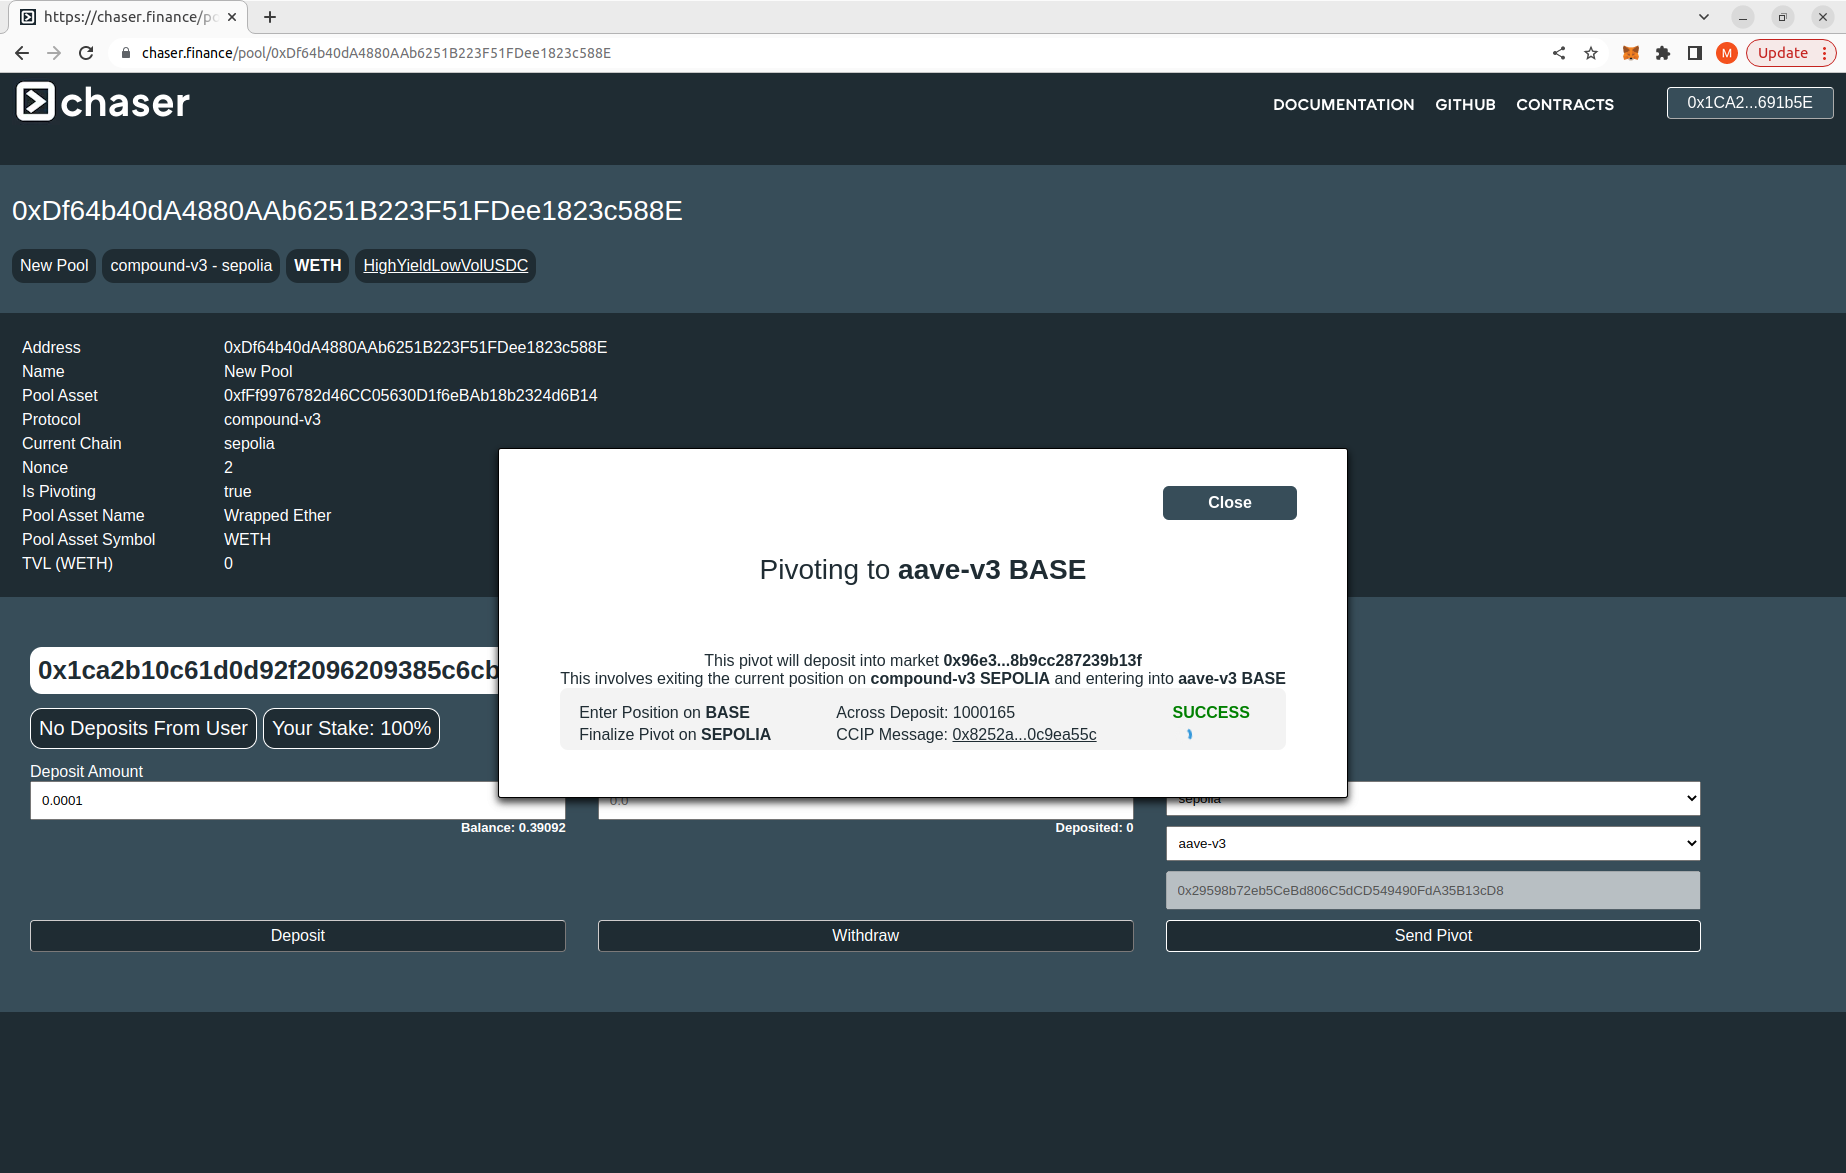 https://chaser.finance/po
chaser.finance/pool/0xDf64b40dA4880AAb6251B223F51FDee1823c588E
M
Update
chaser
DOCUMENTATION
GITHUB
CONTRACTS
0x1CA2...691b5E
0xDf64b40dA4880AAb6251B223F51FDee1823c588E
New Pool
compound-v3 - sepolia
WETH
HighYieldLowVolUSDC
Address 0xDf64b40dA4880AAb6251B223F51FDee1823c588E
Name New Pool
Pool Asset 0xfFf9976782d46CC05630D1f6eBAb18b2324d6B14
Protocol compound-v3
Current Chain sepolia
Nonce 2
Is Pivoting true
Pool Asset Name Wrapped Ether
Pool Asset Symbol WETH
TVL (WETH) 0
Close
Pivoting to aave-v3 BASE
This pivot will deposit into market 0x96e3...8b9cc287239b13f
This involves exiting the current position on compound-v3 SEPOLIA and entering into aave-v3 BASE
Enter Position on BASE Across Deposit: 1000165 SUCCESS
Finalize Pivot on SEPOLIA CCIP Message: 0x8252a...0c9ea55c
0x1ca2b10c61d0d92f2096209385c6cb
No Deposits From User
Your Stake: 100%
Deposit Amount
0.0001
0.0
sepolia
Balance: 0.39092
Deposited: 0
aave-v3
0x29598b72eb5CeBd806C5dCD549490FdA35B13cD8
Deposit
Withdraw
Send Pivot